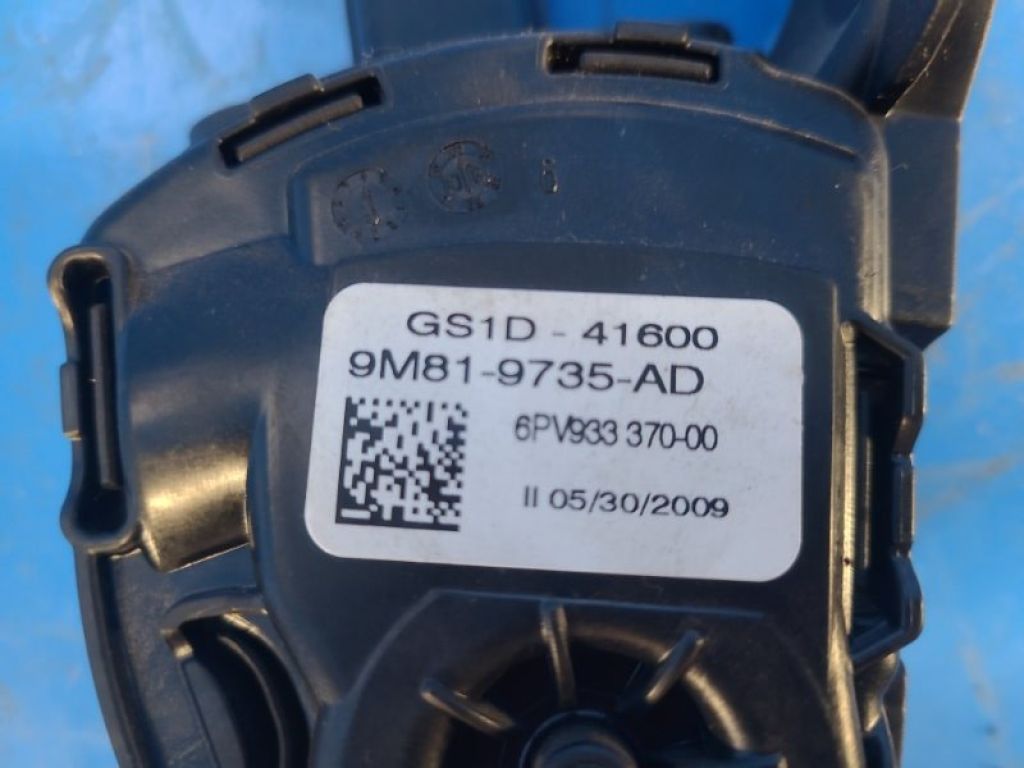 GS1D - 41600
9M81-9735-AD
6PV933 370-00
II 05/30/2009